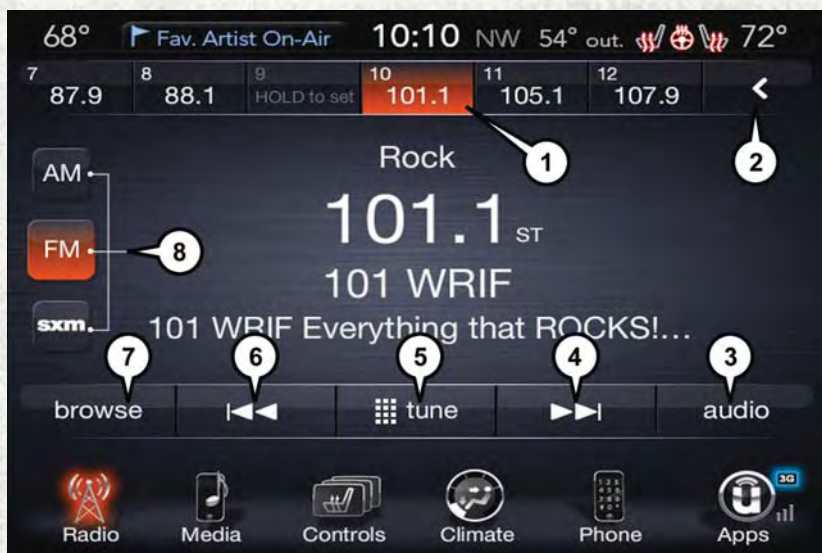 68° Fav. Artist On-Air 10:10 NW 54° out. 72°
7 8 9 10 11 12
87.9 88.1 HOLD to set 101.1 105.1 107.9
1 2
Rock
AM
101.1 ST
FM 8
101 WRIF
sxm 101 WRIF Everything that ROCKS!...
7 6 5 4 3
browse tune audio
3G
Radio Media Controls Climate Phone Apps